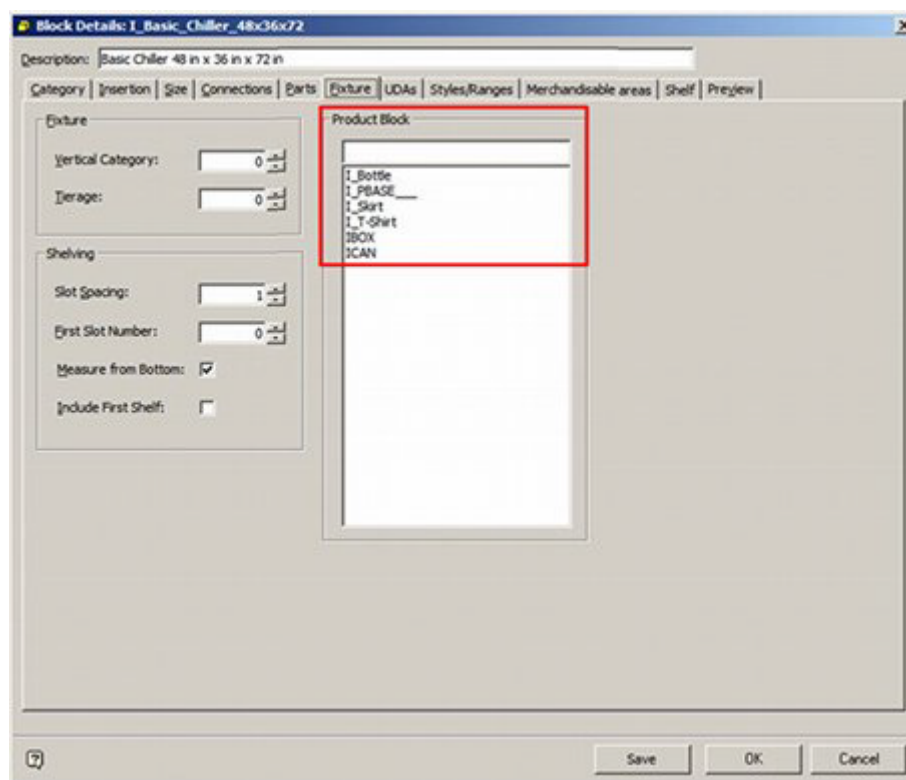 Block Details: I_Basic_Chiller_48x36x72
Description: Basic Chiller 48 in x 36 in x 72 in
Category Insertion Size Connections Parts Fixture UDAs Styles/Ranges Merchandisable areas Shelf Preview
Fixture
Vertical Category: 0
Tierage: 0
Shelving
Slot Spacing: 1
First Slot Number: 0
Measure from Bottom:
Include First Shelf:
Product Block
I_Bottle
I_PBASE___
I_Skirt
I_T-Shirt
IBOX
ICAN
Save OK Cancel